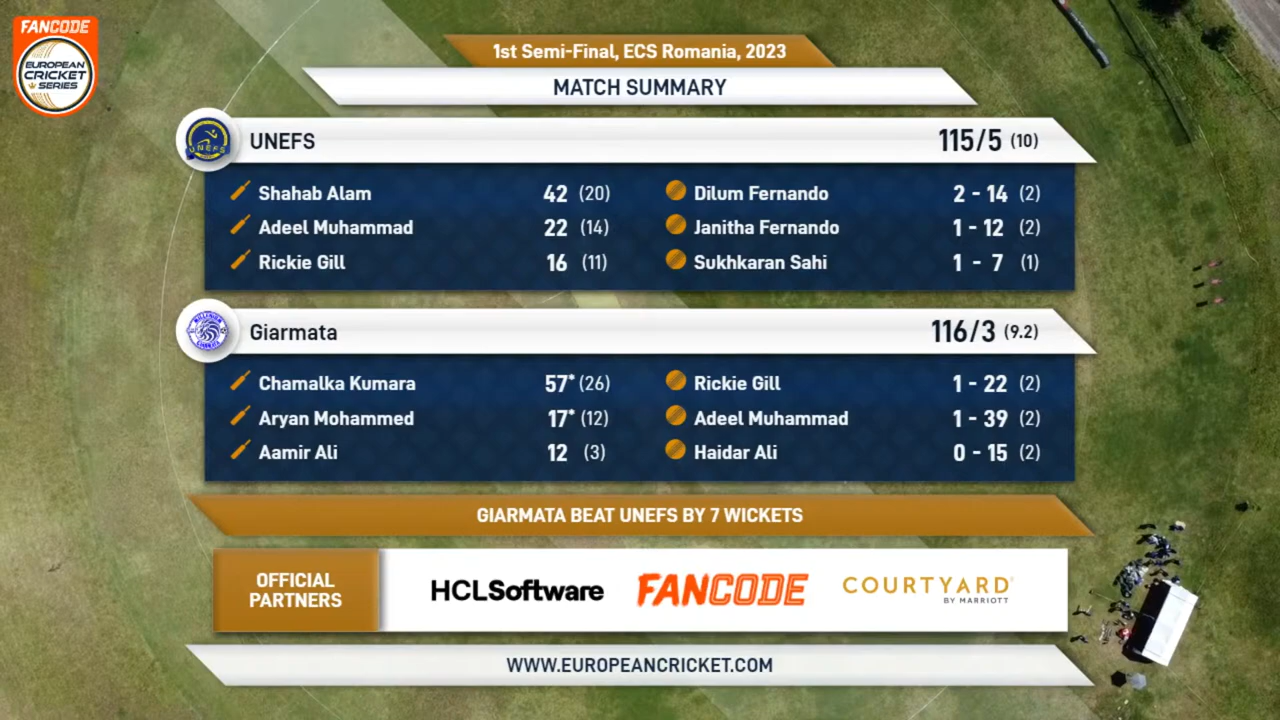 FANCODE
EUROPEAN
CRICKET
SERIES
1st Semi-Final, ECS Romania, 2023
MATCH SUMMARY
UNEFS
UNEFS 115/5 (10)
Shahab Alam 42 (20) Dilum Fernando 2 - 14 (2)
Adeel Muhammad 22 (14) Janitha Fernando 1 - 12 (2)
Rickie Gill 16 (11) Sukhkaran Sahi 1 - 7 (1)
Giarmata 116/3 (9.2)
Chamalka Kumara 57* (26) Rickie Gill 1 - 22 (2)
Aryan Mohammed 17* (12) Adeel Muhammad 1 - 39 (2)
Aamir Ali 12 (3) Haidar Ali 0 - 15 (2)
GIARMATA BEAT UNEFS BY 7 WICKETS
OFFICIAL
PARTNERS
HCLSoftware FANCODE COURTYARD
BY MARRIOTT
WWW.EUROPEANCRICKET.COM